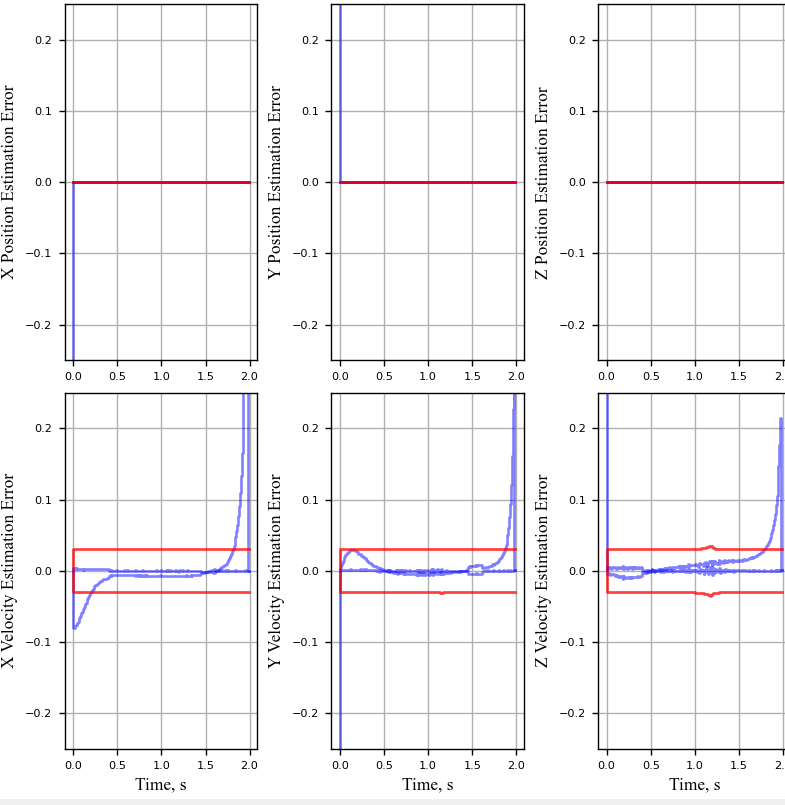 X Position Estimation Error
0.2
0.1
0.0
−0.1
−0.2
0.0 0.5 1.0 1.5 2.0
Y Position Estimation Error
0.2
0.1
0.0
−0.1
−0.2
0.0 0.5 1.0 1.5 2.0
Z Position Estimation Error
0.2
0.1
0.0
−0.1
−0.2
0.0 0.5 1.0 1.5 2.
X Velocity Estimation Error
0.2
0.1
0.0
−0.1
−0.2
0.0 0.5 1.0 1.5 2.0
Time, s
Y Velocity Estimation Error
0.2
0.1
0.0
−0.1
−0.2
0.0 0.5 1.0 1.5 2.0
Time, s
Z Velocity Estimation Error
0.2
0.1
0.0
−0.1
−0.2
0.0 0.5 1.0 1.5 2.
Time, s